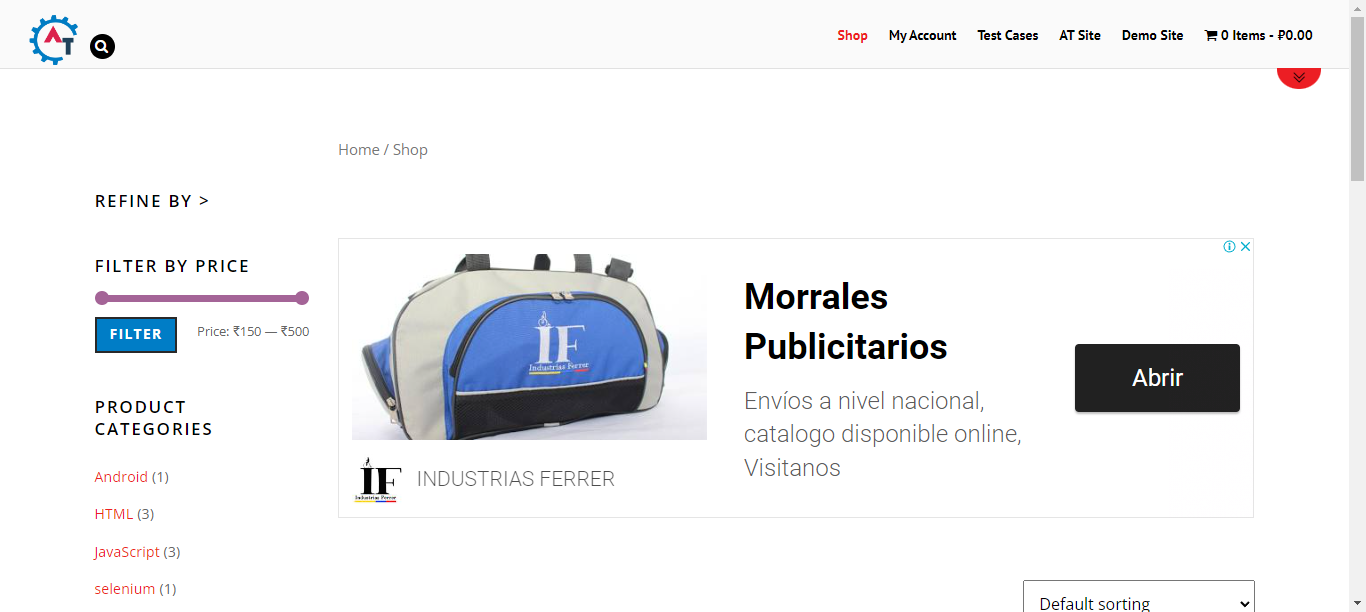 AT
Shop
My Account
Test Cases
AT Site
Demo Site
0 Items - ₽0.00
Home / Shop
REFINE BY >
FILTER BY PRICE
FILTER
Price: ₹150 — ₹500
PRODUCT
CATEGORIES
Android (1)
HTML (3)
JavaScript (3)
selenium (1)
IF
Industrias Ferrer
IF
Industrias Ferrer
INDUSTRIAS FERRER
Morrales
Publicitarios
Envíos a nivel nacional,
catalogo disponible online,
Visitanos
Abrir
Default sorting